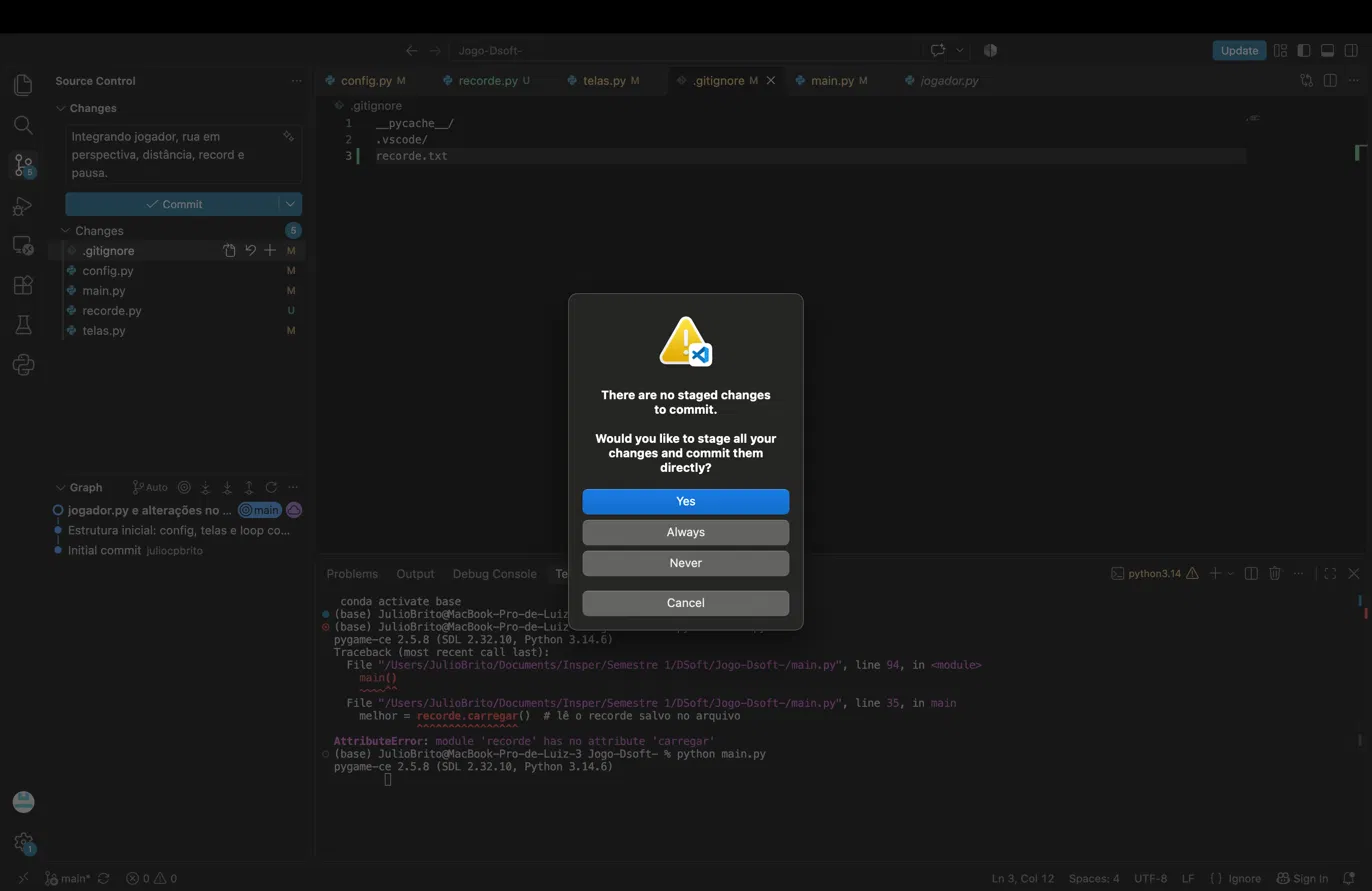 Jogo-Dsoft-
Update
Source Control
config.py M
recorde.py U
telas.py M
.gitignore M
main.py M
jogador.py
Changes
.gitignore
Integrando jogador, rua em
perspectiva, distância, record e
pausa.
1 __pycache__/
2 .vscode/
3 recorde.txt
5
Commit
Changes 5
.gitignore M
config.py M
main.py M
recorde.py U
telas.py M
There are no staged changes
to commit.
Would you like to stage all your
changes and commit them
directly?
Yes
Always
Never
Cancel
Graph
Auto
jogador.py e alterações no ... main
Estrutura inicial: config, telas e loop co...
Initial commit juliocpbrito
Problems
Output
Debug Console
Te
python3.14
conda activate base
(base) JulioBrito@MacBook-Pro-de-Luiz
(base) JulioBrito@MacBook-Pro-de-Luiz
pygame-ce 2.5.8 (SDL 2.32.10, Python 3.14.6)
Traceback (most recent call last):
File "/Users/JulioBrito/Documents/Insper/Semestre 1/DSoft/Jogo-Dsoft-/main.py", line 94, in <module>
main()
~~~~^^
File "/Users/JulioBrito/Documents/Insper/Semestre 1/DSoft/Jogo-Dsoft-/main.py", line 35, in main
melhor = recorde.carregar() # lê o recorde salvo no arquivo
^^^^^^^^^^^^^^^^
AttributeError: module 'recorde' has no attribute 'carregar'
(base) JulioBrito@MacBook-Pro-de-Luiz-3 Jogo-Dsoft- % python main.py
pygame-ce 2.5.8 (SDL 2.32.10, Python 3.14.6)
1
main*
0
0
Ln 3, Col 12
Spaces: 4
UTF-8
LF
{ } Ignore
Sign In